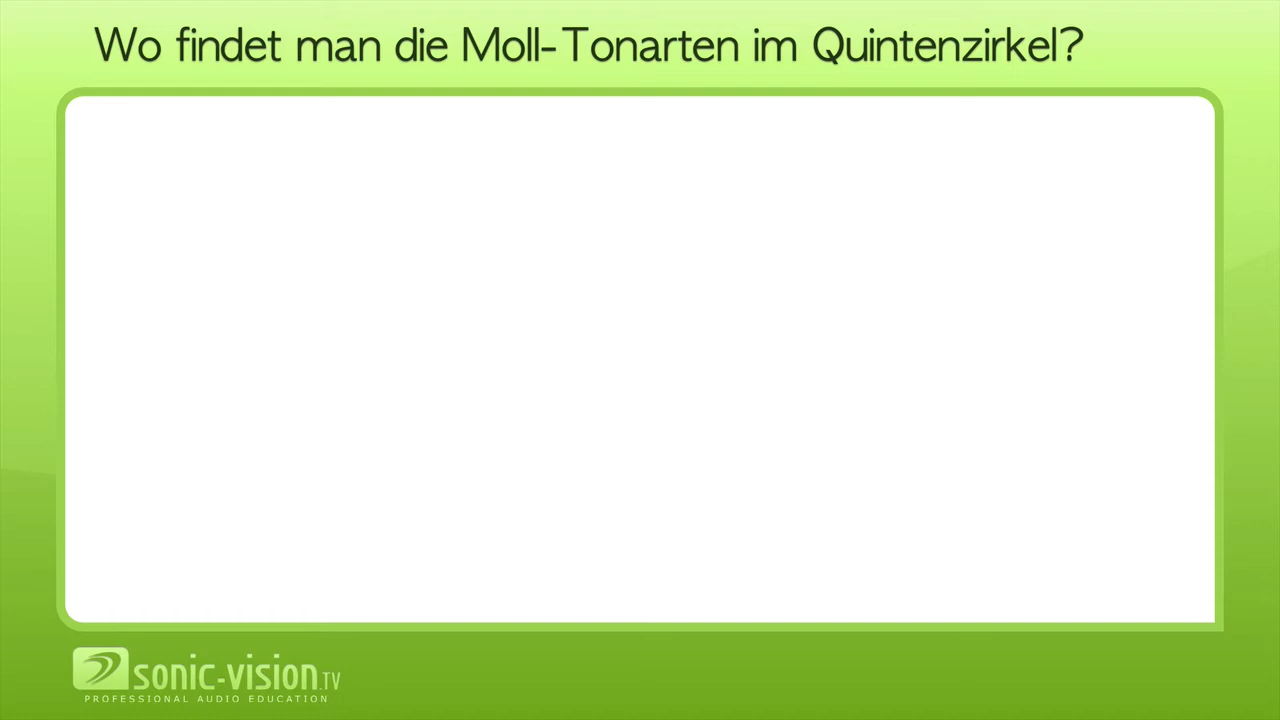 Wo findet man die Moll-Tonarten im Quintenzirkel?
sonic-vision.TV
PROFESSIONAL AUDIO EDUCATION